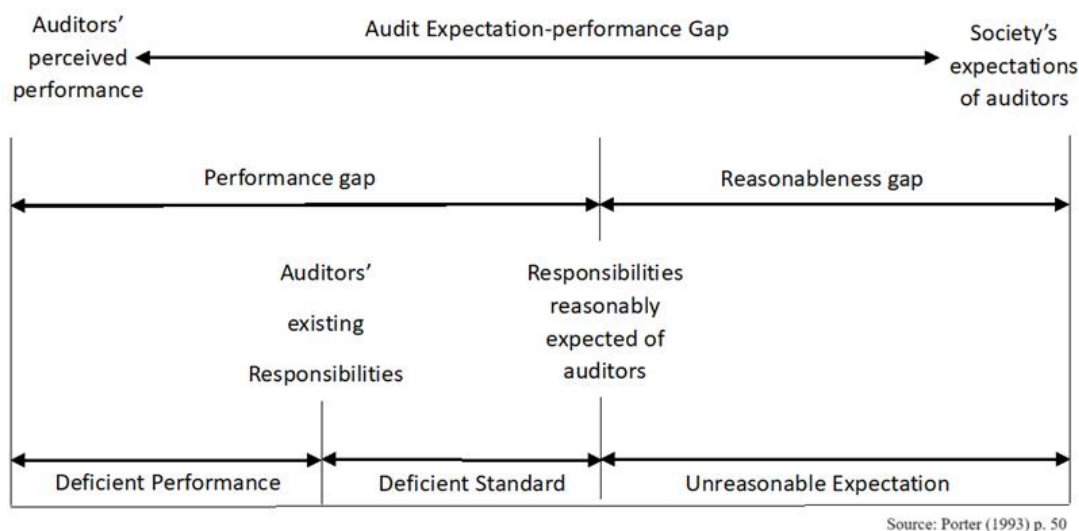 Auditors’
perceived
performance
Audit Expectation-performance Gap
Society’s
expectations
of auditors
Performance gap
Reasonableness gap
Auditors’
existing
Responsibilities
Responsibilities
reasonably
expected of
auditors
Deficient Performance
Deficient Standard
Unreasonable Expectation
Source: Porter (1993) p. 50